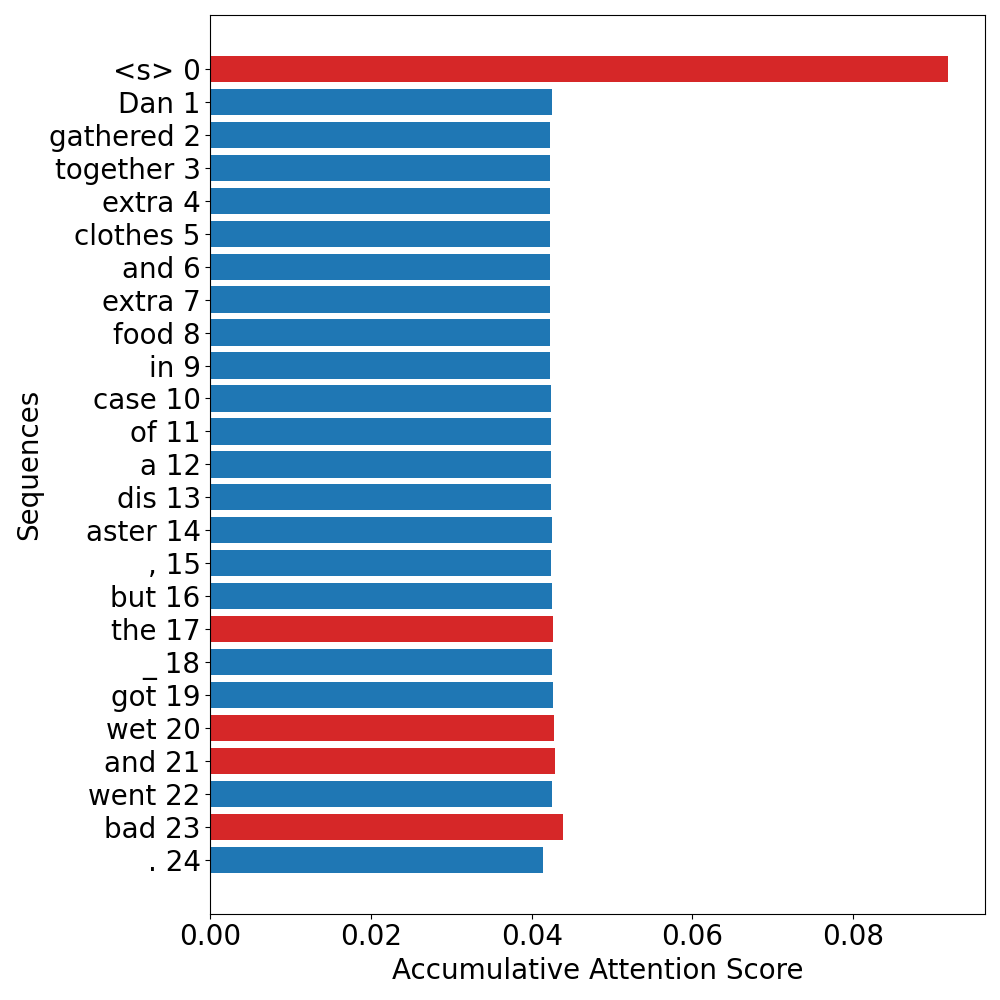 <s> 0
Dan 1
gathered 2
together 3
extra 4
clothes 5
and 6
extra 7
food 8
in 9
case 10
of 11
a 12
dis 13
aster 14
, 15
but 16
the 17
_ 18
got 19
wet 20
and 21
went 22
bad 23
. 24
Sequences
0.00 0.02 0.04 0.06 0.08
Accumulative Attention Score